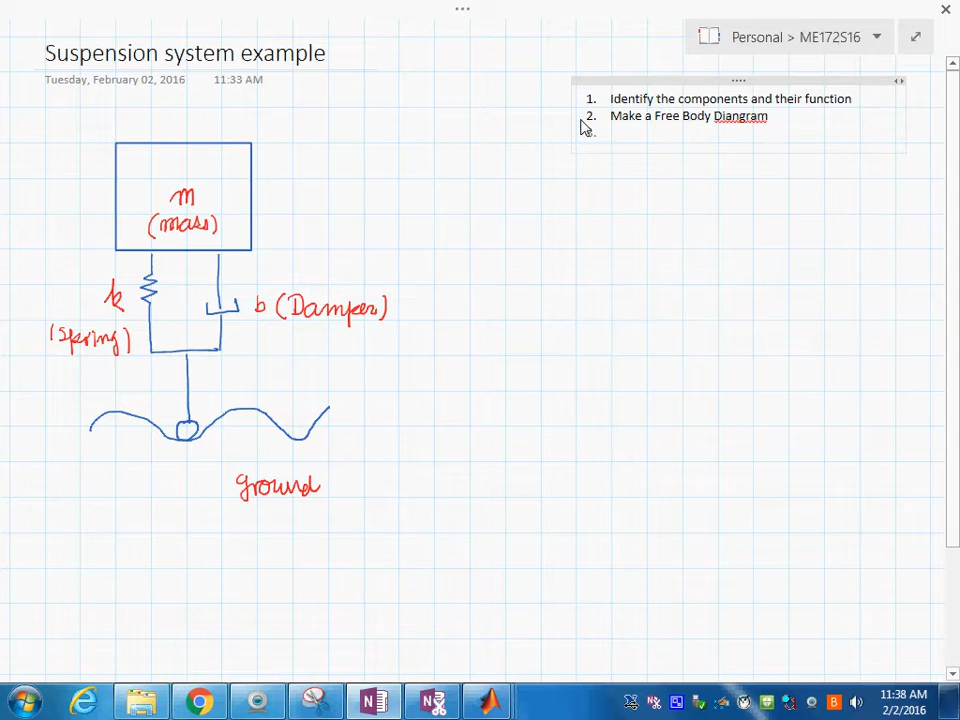 Personal > ME172S16
Suspension system example
Tuesday, February 02, 2016 11:33 AM
1. Identify the components and their function
2. Make a Free Body Diangram
3.
m
(mass)
k
(Spring)
b (Damper)
Ground
11:38 AM
2/2/2016